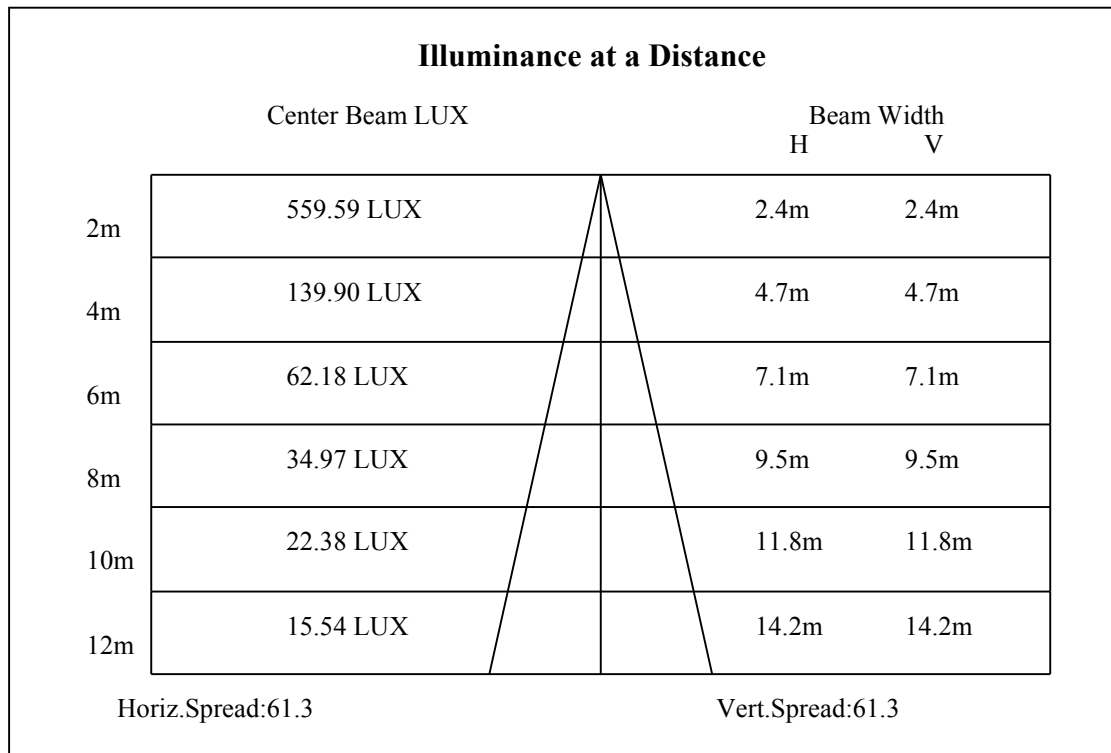 Illuminance at a Distance
Center Beam LUX Beam Width
H V
2m 559.59 LUX 2.4m 2.4m
4m 139.90 LUX 4.7m 4.7m
6m 62.18 LUX 7.1m 7.1m
8m 34.97 LUX 9.5m 9.5m
10m 22.38 LUX 11.8m 11.8m
12m 15.54 LUX 14.2m 14.2m
Horiz.Spread:61.3 Vert.Spread:61.3